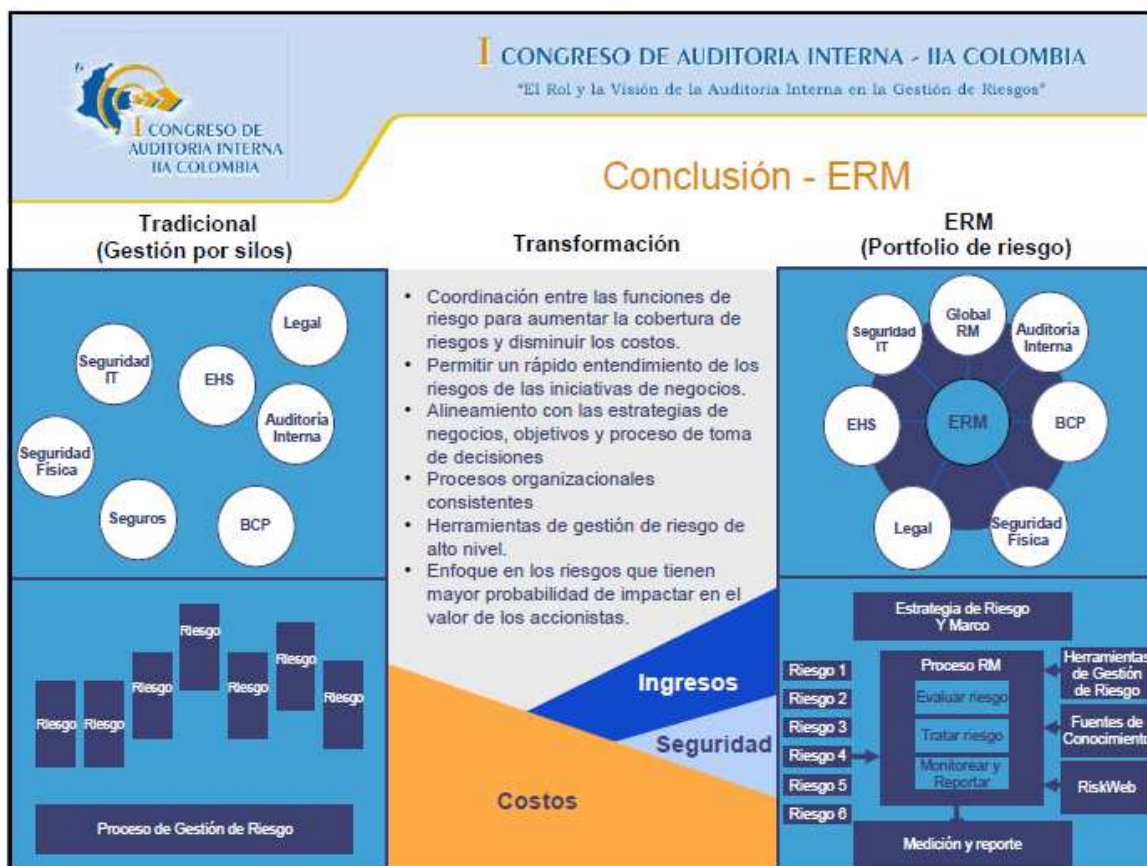 I CONGRESO DE AUDITORIA INTERNA - IIA COLOMBIA
"El Rol y la Visión de la Auditoria Interna en la Gestión de Riesgos"
I CONGRESO DE
AUDITORIA INTERNA
IIA COLOMBIA
Conclusión - ERM
Tradicional
(Gestión por silos)
Legal
Seguridad
IT
EHS
Auditoría
Interna
Seguridad
Física
Seguros
BCP
Riesgo
Riesgo
Riesgo
Riesgo
Riesgo
Riesgo
Riesgo
Proceso de Gestión de Riesgo
Transformación
• Coordinación entre las funciones de
riesgo para aumentar la cobertura de
riesgos y disminuir los costos.
• Permitir un rápido entendimiento de los
riesgos de las iniciativas de negocios.
• Alineamiento con las estrategias de
negocios, objetivos y proceso de toma
de decisiones
• Procesos organizacionales
consistentes
• Herramientas de gestión de riesgo de
alto nivel.
• Enfoque en los riesgos que tienen
mayor probabilidad de impactar en el
valor de los accionistas.
Ingresos
Seguridad
Costos
ERM
(Portfolio de riesgo)
Global
RM
Seguridad
IT
Auditoría
Interna
EHS
ERM
BCP
Legal
Seguridad
Física
Estrategia de Riesgo
Y Marco
Riesgo 1
Riesgo 2
Riesgo 3
Riesgo 4
Riesgo 5
Riesgo 6
Proceso RM
Evaluar riesgo
Tratar riesgo
Monitorear y
Reportar
Herramientas
de Gestión
de Riesgo
Fuentes de
Conocimiento
RiskWeb
Medición y reporte